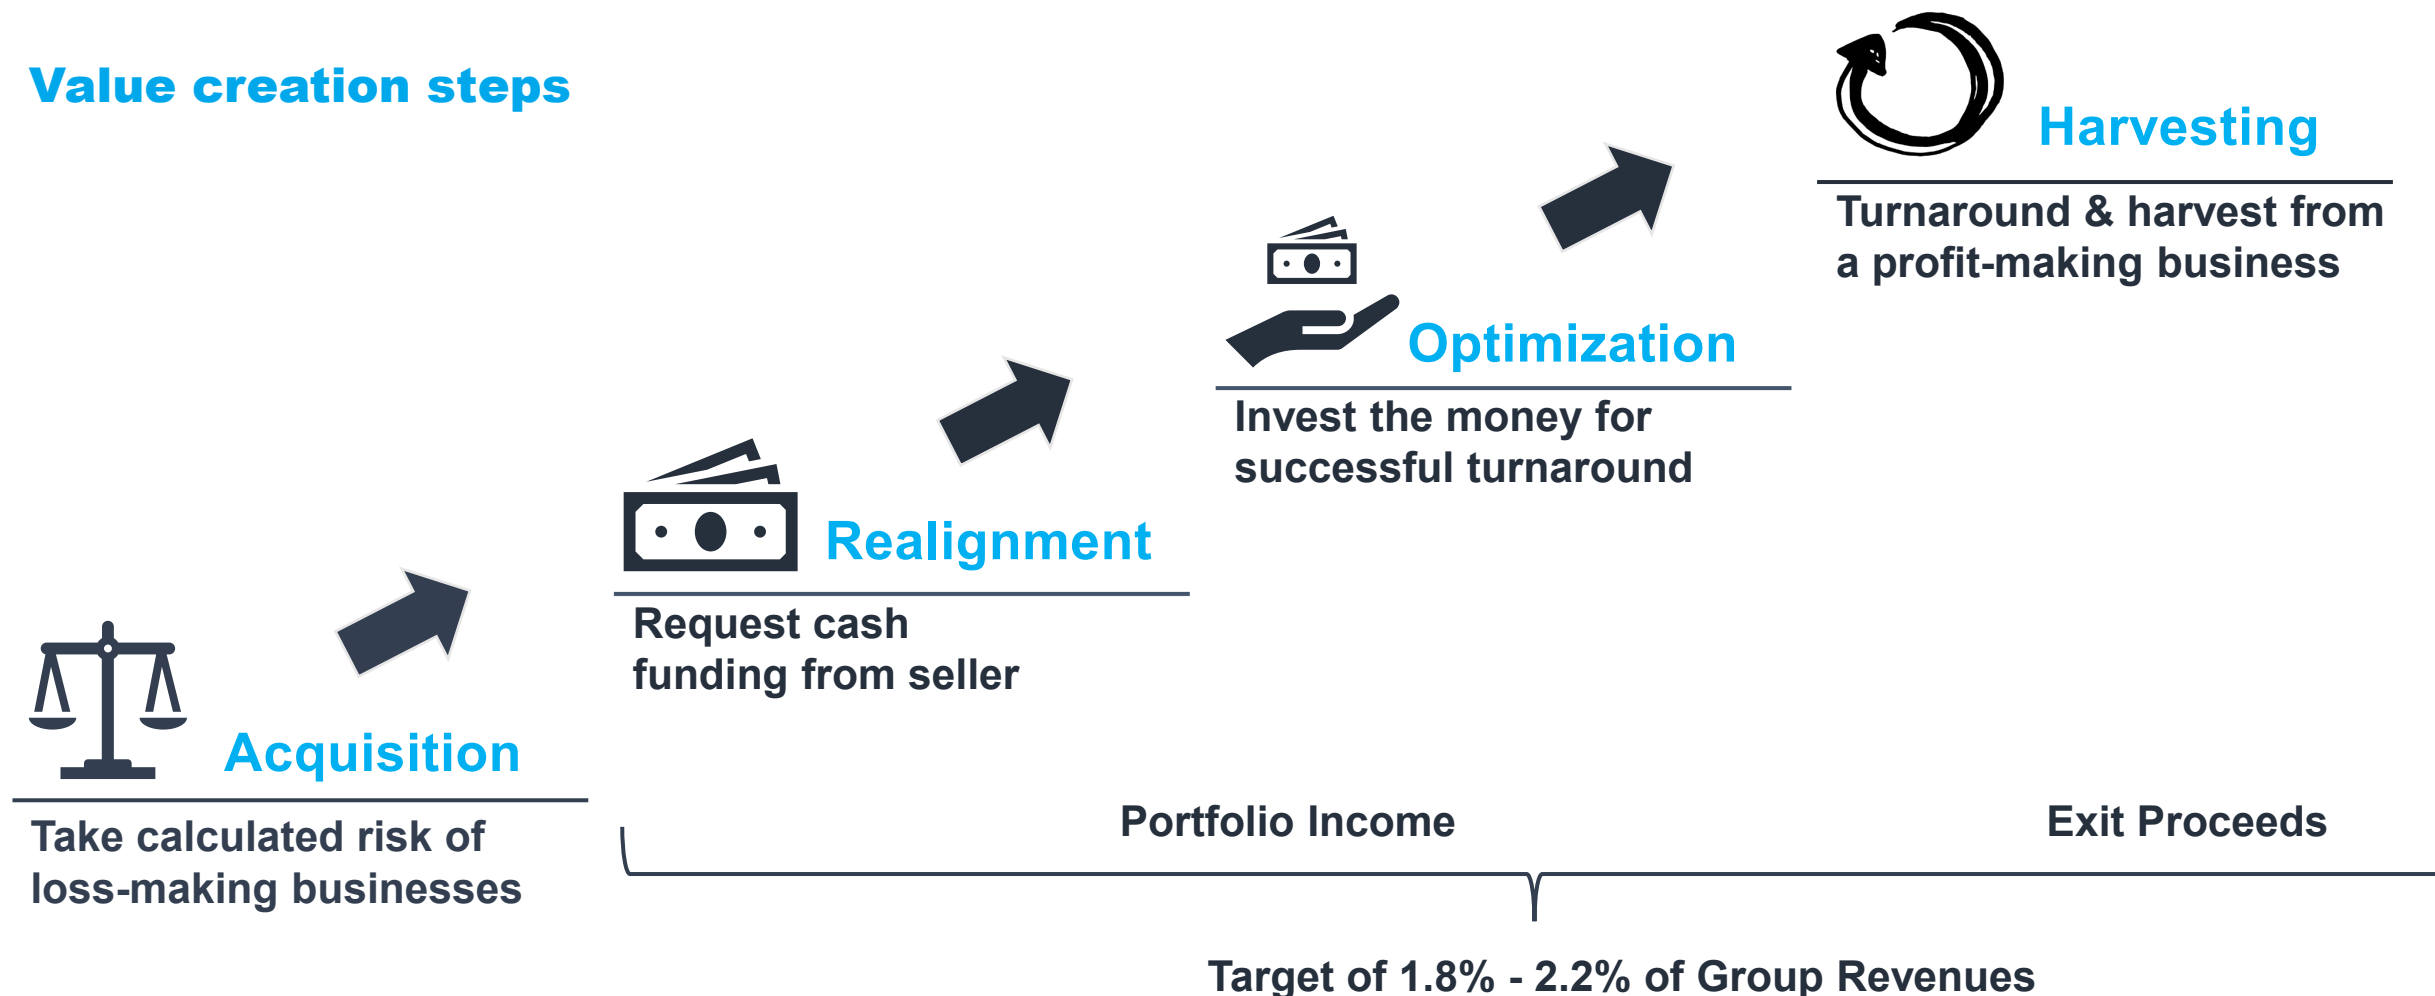 Value creation steps
Harvesting
Turnaround & harvest from
a profit-making business
Optimization
Invest the money for
successful turnaround
Realignment
Request cash
funding from seller
Acquisition
Take calculated risk of
loss-making businesses
Portfolio Income
Exit Proceeds
Target of 1.8% - 2.2% of Group Revenues